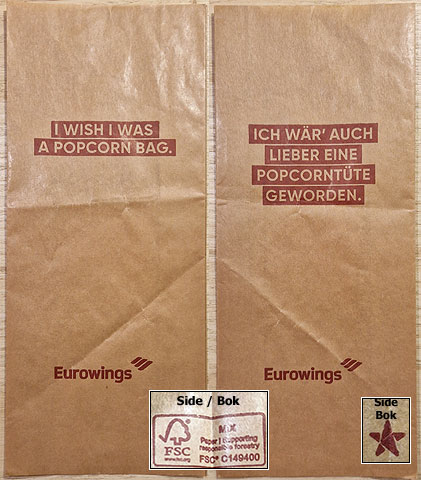 I WISH I WAS
A POPCORN BAG.
Eurowings
ICH WÄR' AUCH
LIEBER EINE
POPCORNTÜTE
GEWORDEN.
Eurowings
Side / Bok
FSC
www.fsc.org
MIX
Paper | Supporting
responsible forestry
FSC® C149400
Side
Bok